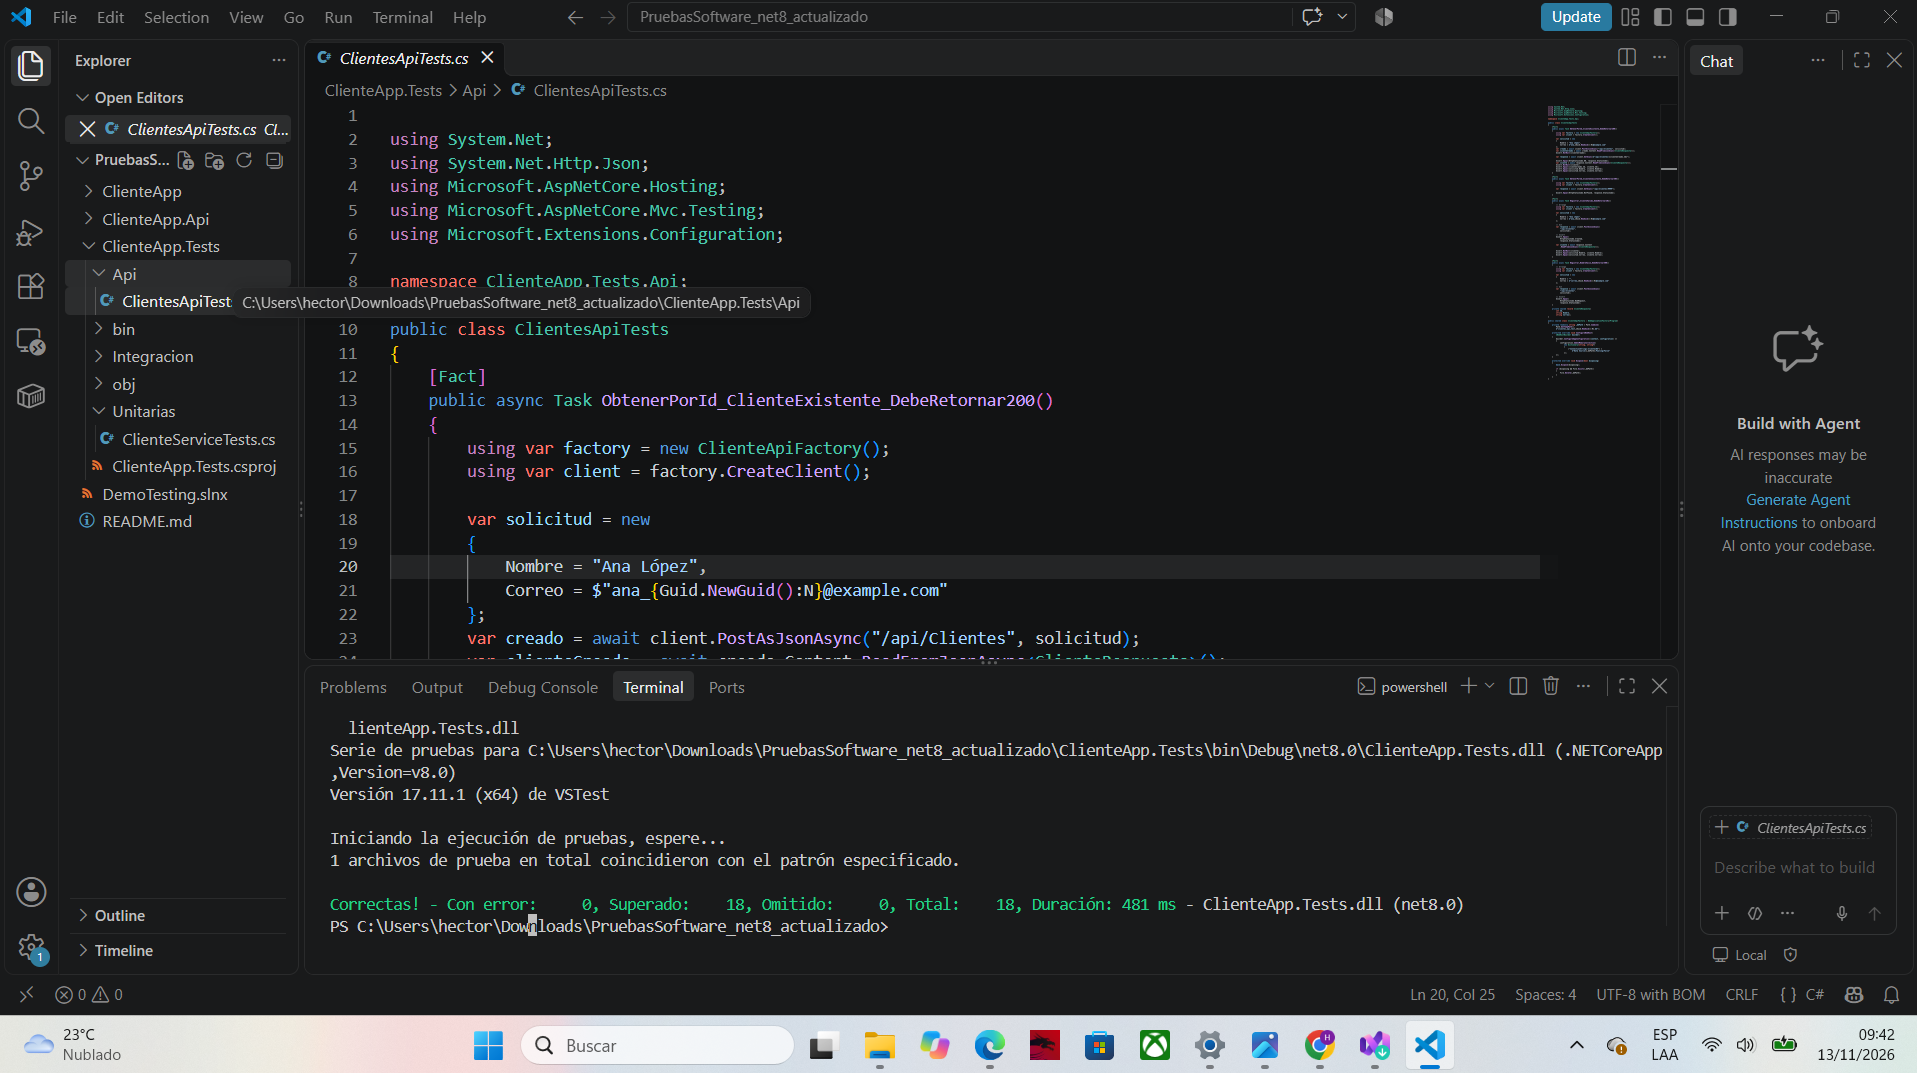 File Edit Selection View Go Run Terminal Help
PruebasSoftware_net8_actualizado
Update
Explorer
Open Editors
ClientesApiTests.cs Cl...
PruebasS...
ClienteApp
ClienteApp.Api
ClienteApp.Tests
Api
ClientesApiTests
bin
Integracion
obj
Unitarias
ClienteServiceTests.cs
ClienteApp.Tests.csproj
DemoTesting.slnx
README.md
Outline
Timeline
1
C:\Users\hector\Downloads\PruebasSoftware_net8_actualizado\ClienteApp.Tests\Api
ClientesApiTests.cs
ClienteApp.Tests > Api > ClientesApiTests.cs
1
2 using System.Net;
3 using System.Net.Http.Json;
4 using Microsoft.AspNetCore.Hosting;
5 using Microsoft.AspNetCore.Mvc.Testing;
6 using Microsoft.Extensions.Configuration;
7
8 namespace ClienteApp.Tests.Api;
10 public class ClientesApiTests
11 {
12 [Fact]
13 public async Task ObtenerPorId_ClienteExistente_DebeRetornar200()
14 {
15 using var factory = new ClienteApiFactory();
16 using var client = factory.CreateClient();
17
18 var solicitud = new
19 {
20 Nombre = "Ana López",
21 Correo = $"ana_{Guid.NewGuid():N}@example.com"
22 };
23 var creado = await client.PostAsJsonAsync("/api/Clientes", solicitud);
Problems Output Debug Console Terminal Ports
powershell
lienteApp.Tests.dll
Serie de pruebas para C:\Users\hector\Downloads\PruebasSoftware_net8_actualizado\ClienteApp.Tests\bin\Debug\net8.0\ClienteApp.Tests.dll (.NETCoreApp
,Version=v8.0)
Versión 17.11.1 (x64) de VSTest
Iniciando la ejecución de pruebas, espere...
1 archivos de prueba en total coincidieron con el patrón especificado.
Correctas! - Con error: 0, Superado: 18, Omitido: 0, Total: 18, Duración: 481 ms - ClienteApp.Tests.dll (net8.0)
PS C:\Users\hector\Downloads\PruebasSoftware_net8_actualizado>
Chat
Build with Agent
AI responses may be
inaccurate
Generate Agent
Instructions to onboard
AI onto your codebase.
ClientesApiTests.cs
Describe what to build
Local
0 0
Ln 20, Col 25 Spaces: 4 UTF-8 with BOM CRLF { } C#
23°C
Nublado
Buscar
ESP
LAA
09:42
13/11/2026